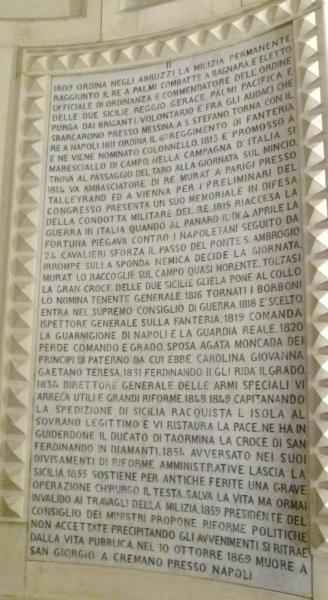 II
1809 ORDINA NEGLI ABRUZZI LA MILIZIA PERMANENTE,
RAGGIUNTO IL RE A PALMI COMBATTE A BAGNARA, E' ELETTO
UFFICIALE DI ORDINANZA E COMMENDATORE DELL'ORDINE
DELLE DUE SICILIE, REGGIO, GERACE, PALMI PACIFICA E
PURGA DAI BRIGANTI. VOLONTARIO E FRA GLI AUDACI CHE
SBARCARONO PRESSO MESSINA A S. STEFANO, TORNA CON IL
RE A NAPOLI. 1811 ORDINA IL 6º REGGIMENTO DI FANTERIA
E NE VIENE NOMINATO COLONNELLO. 1813 E' PROMOSSO A
MARESCIALLO DI CAMPO. NELLA CAMPAGNA D'ITALIA SI
TROVA AL PASSAGGIO DEL TARO ALLA GIORNATA SUL MINCIO.
1814 VA AMBASCIATORE DI RE MURAT A PARIGI PRESSO
TALLEYRAND ED A VIENNA PER I PRELIMINARI DEL
CONGRESSO. PRESENTA UN SUO MEMORIALE IN DIFESA
DELLA CONDOTTA MILITARE DEL RE. 1815 RIACCESA LA
GUERRA IN ITALIA QUANDO AL PANARO IL DI 4 APRILE LA
FORTUNA PIEGAVA CONTRO I NAPOLETANI SEGUITO DA
24 CAVALIERI SFORZA IL PASSO DEL PONTE S. AMBROGIO
IRROMPE SULLA SPONDA NEMICA DECIDE LA GIORNATA.
MURAT LO RACCOGLIE SUL CAMPO QUASI MORENTE, TOLTASI
LA GRAN CROCE DELLE DUE SICILIE GLIELA PONE AL COLLO
LO NOMINA TENENTE GENERALE. 1816 TORNATI I BORBONI
ENTRA NEL SUPREMO CONSIGLIO DI GUERRA 1818 E' SCELTO
ISPETTORE GENERALE SULLA FANTERIA, 1819 COMANDA
LA GUARNIGIONE DI NAPOLI E LA GUARDIA REALE. 1820
PERDE COMANDO E GRADO, SPOSA AGATA MONCADA DEI
PRINCIPI DI PATERNO DA CUI EBBE CAROLINA GIOVANNA
GAETANO TERESA, 1831 FERDINANDO II GLI RIDA IL GRADO,
1834 DIRETTORE GENERALE DELLE ARMI SPECIALI VI
ARRECA UTILI E GRANDI RIFORME, 1848 1849 CAPITANANDO
LA SPEDIZIONE DI SICILIA RACQUISTA L'ISOLA AL
SOVRANO LEGITTIMO E VI RISTAURA LA PACE, NE HA IN
GUIDERDONE IL DUCATO DI TAORMINA LA CROCE DI SAN
FERDINANDO IN DIAMANTI. 1854 AVVERSATO NEI SUOI
DIVISAMENTI DI RIFORME AMMINISTRATIVE LASCIA LA
SICILIA, 1855 SOSTIENE PER ANTICHE FERITE UNA GRAVE
OPERAZIONE CHIRURGO IL TESTA, SALVA LA VITA MA ORMAI
INVALIDO AI TRAVAGLI DELLA MILIZIA, 1859 PRESIDENTE DEL
CONSIGLIO DEI MINISTRI PROPONE RIFORME POLITICHE
NON ACCETTATE PRECIPITANDO GLI AVVENIMENTI SI RITRAE
DALLA VITA PUBBLICA, NEL 10 OTTOBRE 1869 MUORE A
SAN GIORGIO A CREMANO PRESSO NAPOLI